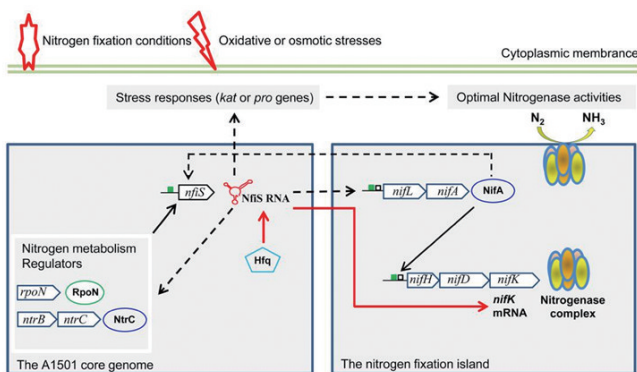 Nitrogen fixation conditions
Oxidative or osmotic stresses
Cytoplasmic membrance
Stress responses (kat or pro genes)
Optimal Nitrogenase activities
N2
NH3
nfiS
NfiS RNA
nifL
nifA
NifA
Nitrogen metabolism
Regulators
rpoN
RpoN
ntrB
ntrC
NtrC
Hfq
nifH
nifD
nifK
nifK
mRNA
Nitrogenase
complex
The A1501 core genome
The nitrogen fixation island